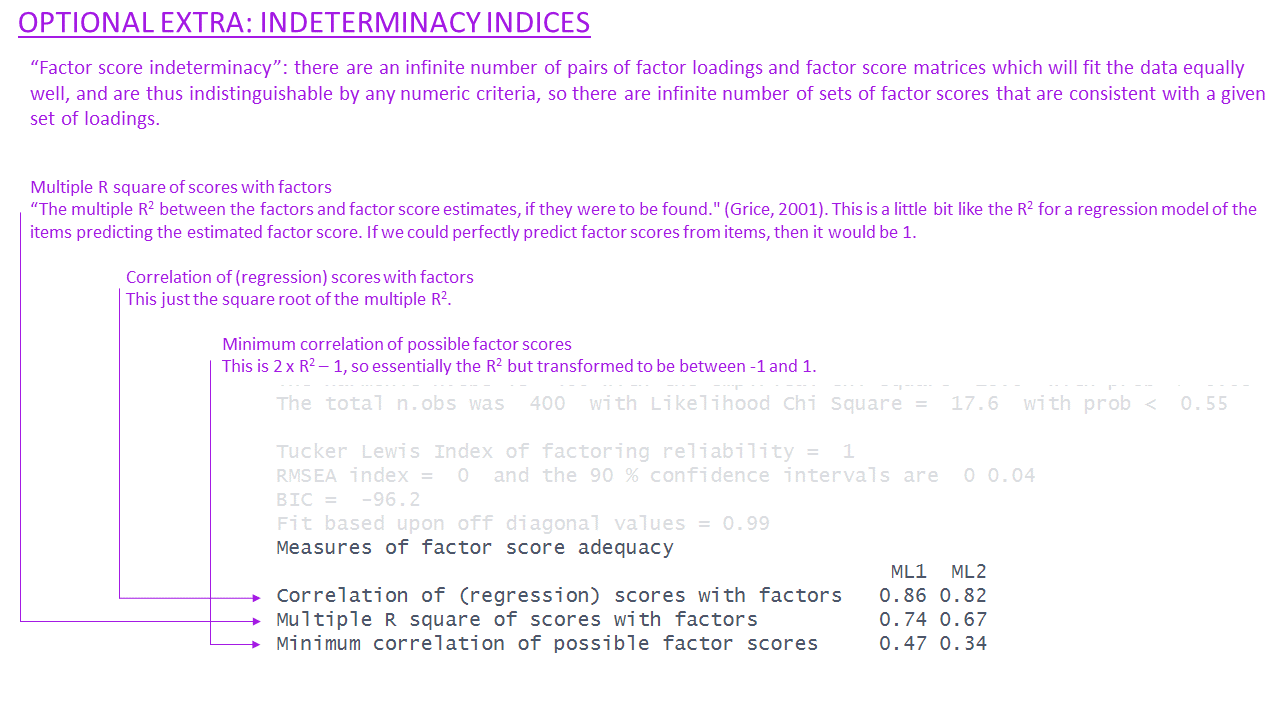 OPTIONAL EXTRA: INDETERMINACY INDICES
“Factor score indeterminacy”: there are an infinite number of pairs of factor loadings and factor score matrices which will fit the data equally
well, and are thus indistinguishable by any numeric criteria, so there are infinite number of sets of factor scores that are consistent with a given
set of loadings.
Multiple R square of scores with factors
“The multiple R² between the factors and factor score estimates, if they were to be found." (Grice, 2001). This is a little bit like the R² for a regression model of the
items predicting the estimated factor score. If we could perfectly predict factor scores from items, then it would be 1.
Correlation of (regression) scores with factors
This just the square root of the multiple R².
Minimum correlation of possible factor scores
This is 2 x R² – 1, so essentially the R² but transformed to be between -1 and 1.
The total n.obs was 400 with Likelihood Chi Square = 17.6 with prob < 0.55
Tucker Lewis Index of factoring reliability = 1
RMSEA index = 0 and the 90 % confidence intervals are 0 0.04
BIC = -96.2
Fit based upon off diagonal values = 0.99
Measures of factor score adequacy
ML1 ML2
Correlation of (regression) scores with factors 0.86 0.82
Multiple R square of scores with factors 0.74 0.67
Minimum correlation of possible factor scores 0.47 0.34